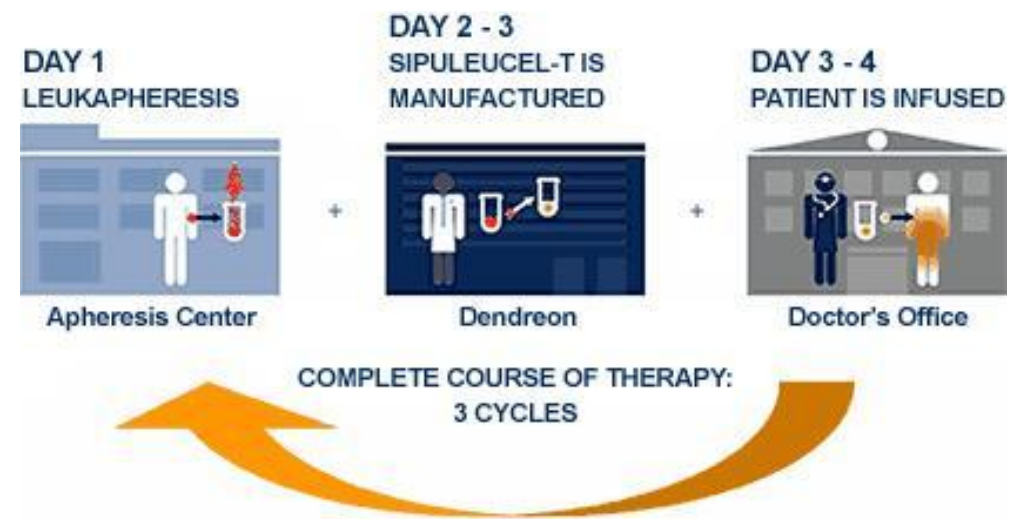 DAY 1
LEUKAPHERESIS
DAY 2 - 3
SIPULEUCEL-T IS
MANUFACTURED
DAY 3 - 4
PATIENT IS INFUSED
+
+
Apheresis Center
Dendreon
Doctor's Office
COMPLETE COURSE OF THERAPY:
3 CYCLES